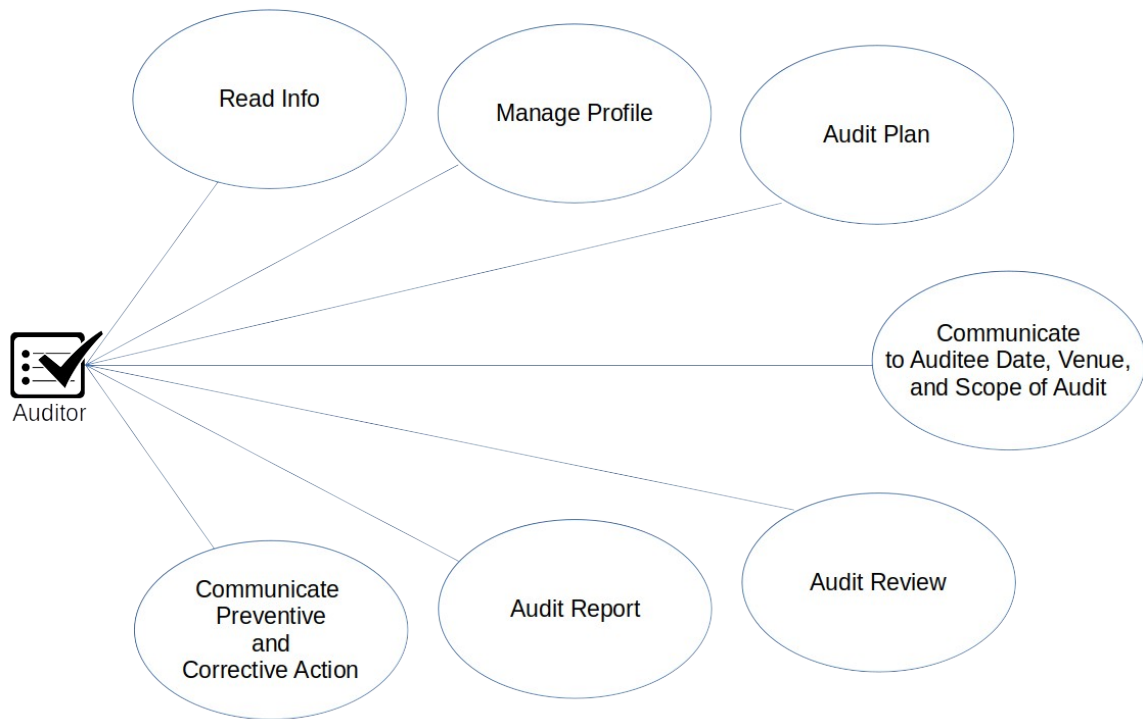 Read Info
Manage Profile
Audit Plan
Communicate
to Auditee Date, Venue,
and Scope of Audit
Auditor
Audit Review
Audit Report
Communicate
Preventive
and
Corrective Action